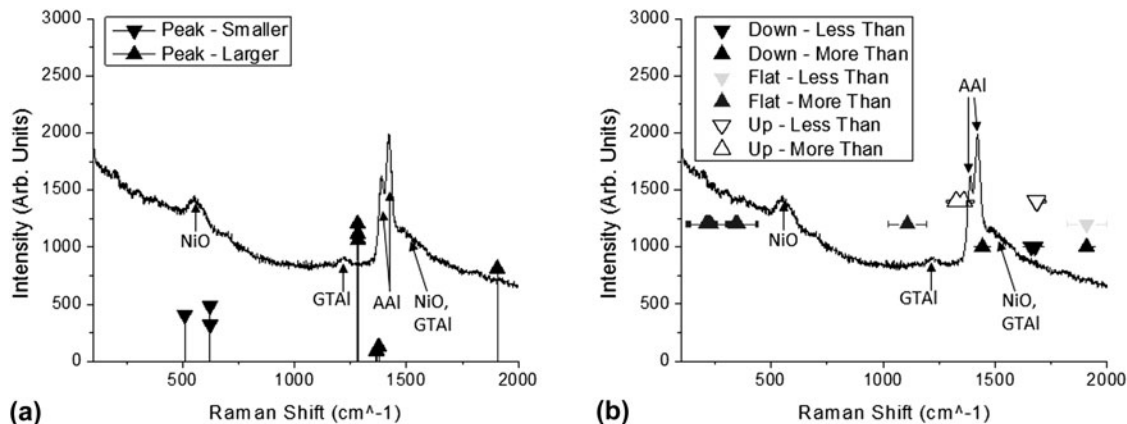 3000
2500
2000
1500
1000
500
0
Intensity (Arb. Units)
Peak - Smaller
Peak - Larger
NiO
GTAl
AAl
NiO,
GTAl
500
1000
1500
2000
Raman Shift (cm^-1)
(a)
3000
2500
2000
1500
1000
500
0
Intensity (Arb. Units)
Down - Less Than
Down - More Than
Flat - Less Than
Flat - More Than
Up - Less Than
Up - More Than
AAl
NiO
GTAl
NiO,
GTAl
500
1000
1500
2000
Raman Shift (cm^-1)
(b)